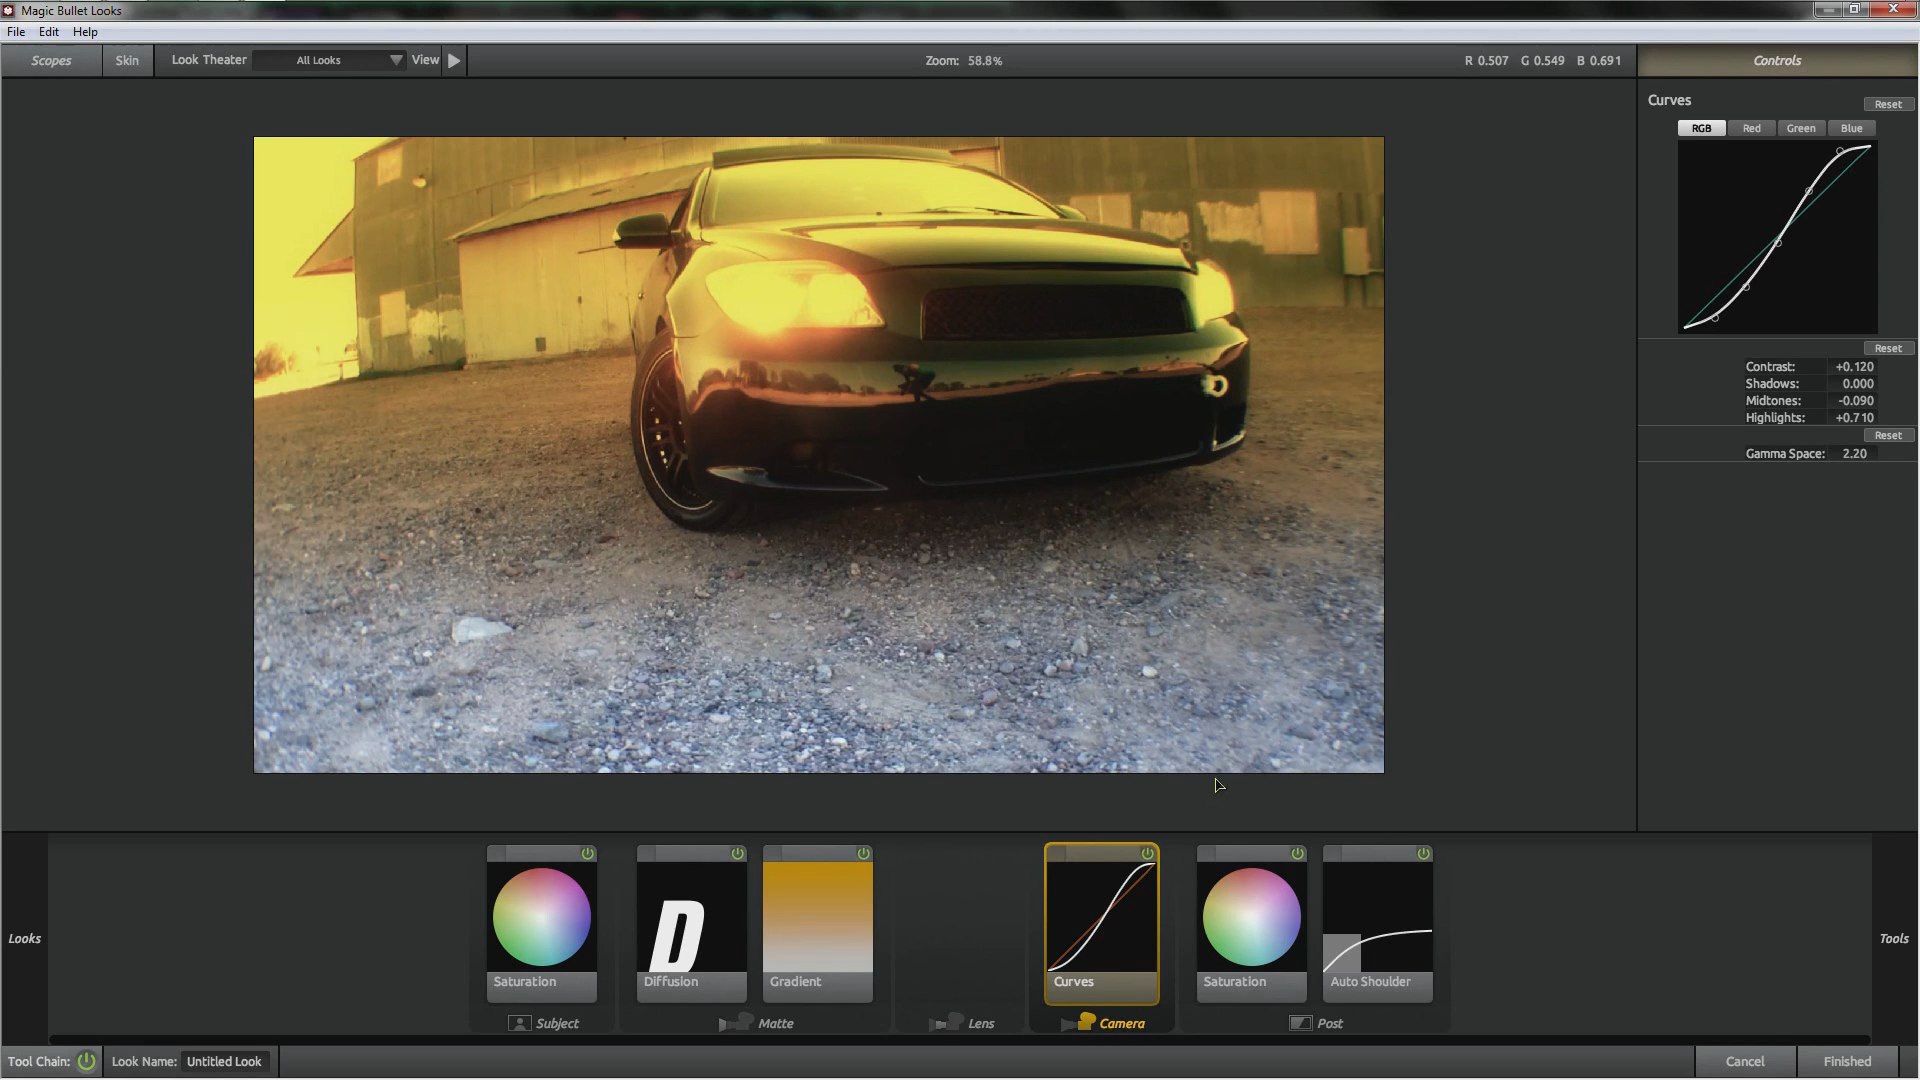 Magic Bullet Looks
File Edit Help
Scopes Skin Look Theater All Looks View Zoom: 58.8% R 0.507 G 0.549 B 0.691 Controls
Curves Reset
RGB Red Green Blue
Reset
Contrast: +0.120
Shadows: 0.000
Midtones: -0.090
Highlights: +0.710
Reset
Gamma Space: 2.20
D
Looks Tools
Saturation Diffusion Gradient Curves Saturation Auto Shoulder
Subject Matte Lens Camera Post
Tool Chain: Look Name: Untitled Look Cancel Finished